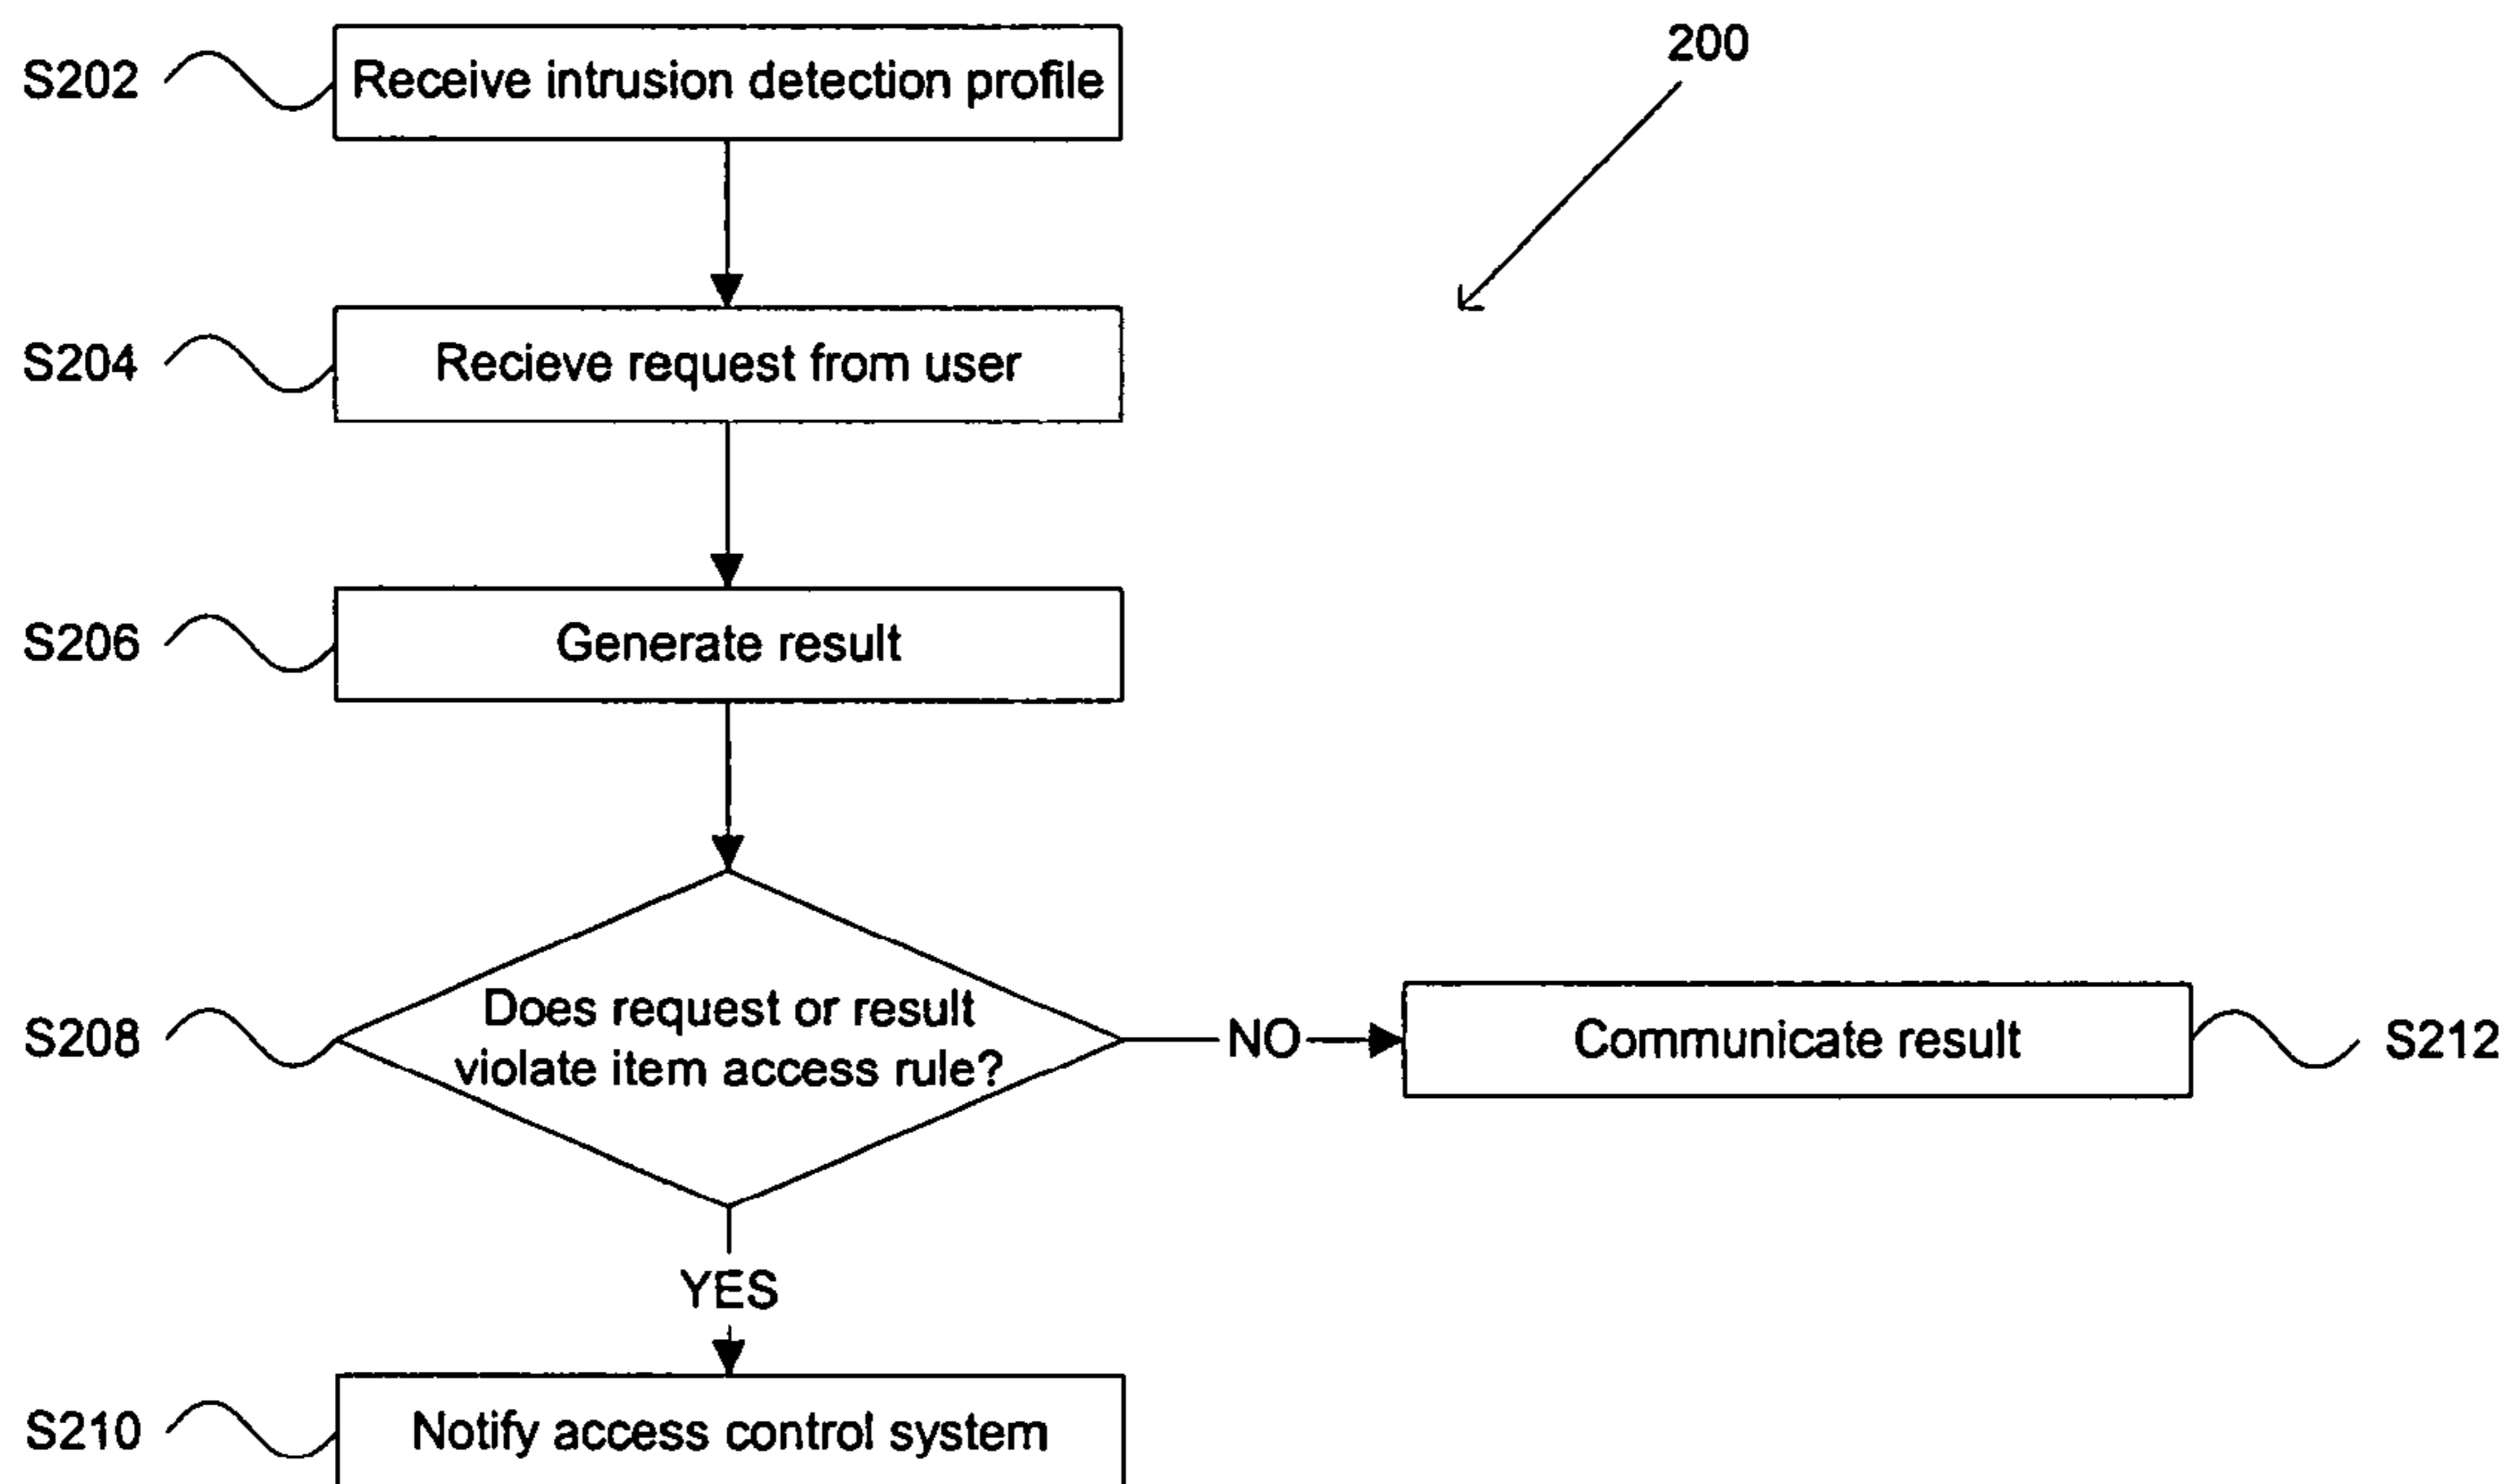 200
S202
Receive intrusion detection profile
S204
Recieve request from user
S206
Generate result
S208
Does request or result
violate item access rule?
NO
Communicate result
S212
YES
S210
Notify access control system